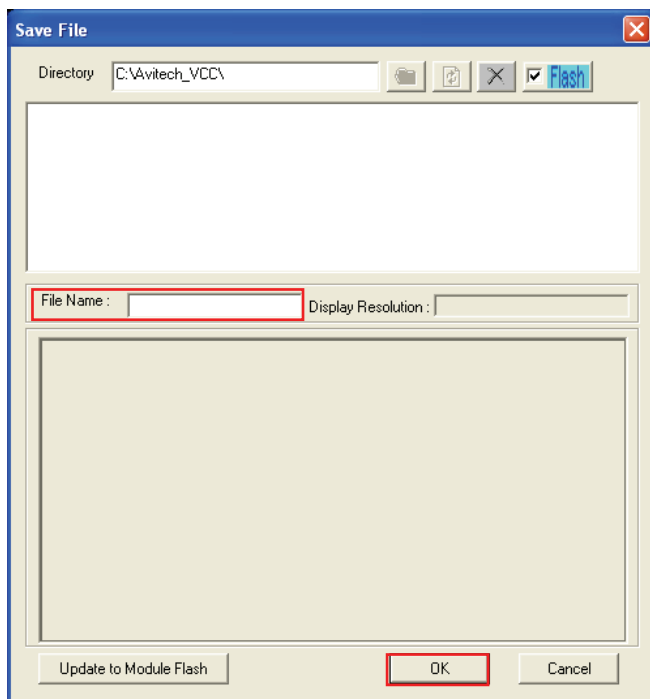 Save File
Directory C:\Avitech_VCC\ Flash
File Name : Display Resolution :
Update to Module Flash OK Cancel